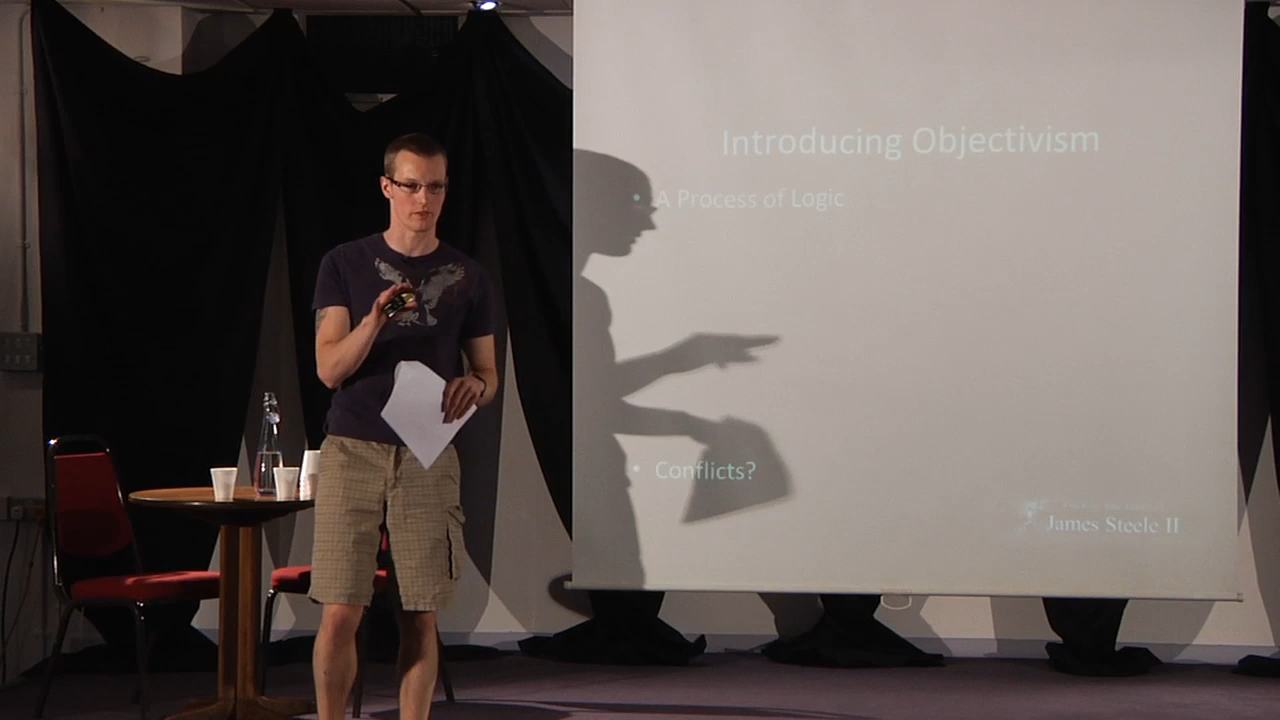 Introducing Objectivism
• A Process of Logic
• Conflicts?
James Steele II